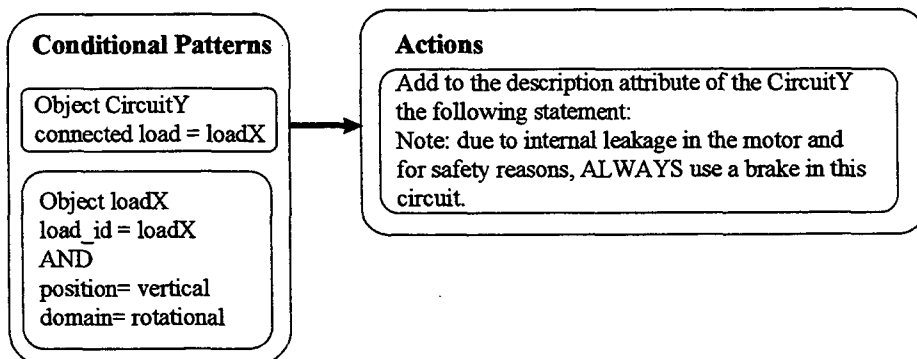 Conditional Patterns
Object CircuitY
connected load = loadX
Object loadX
load_id = loadX
AND
position= vertical
domain= rotational
Actions
Add to the description attribute of the CircuitY
the following statement:
Note: due to internal leakage in the motor and
for safety reasons, ALWAYS use a brake in this
circuit.